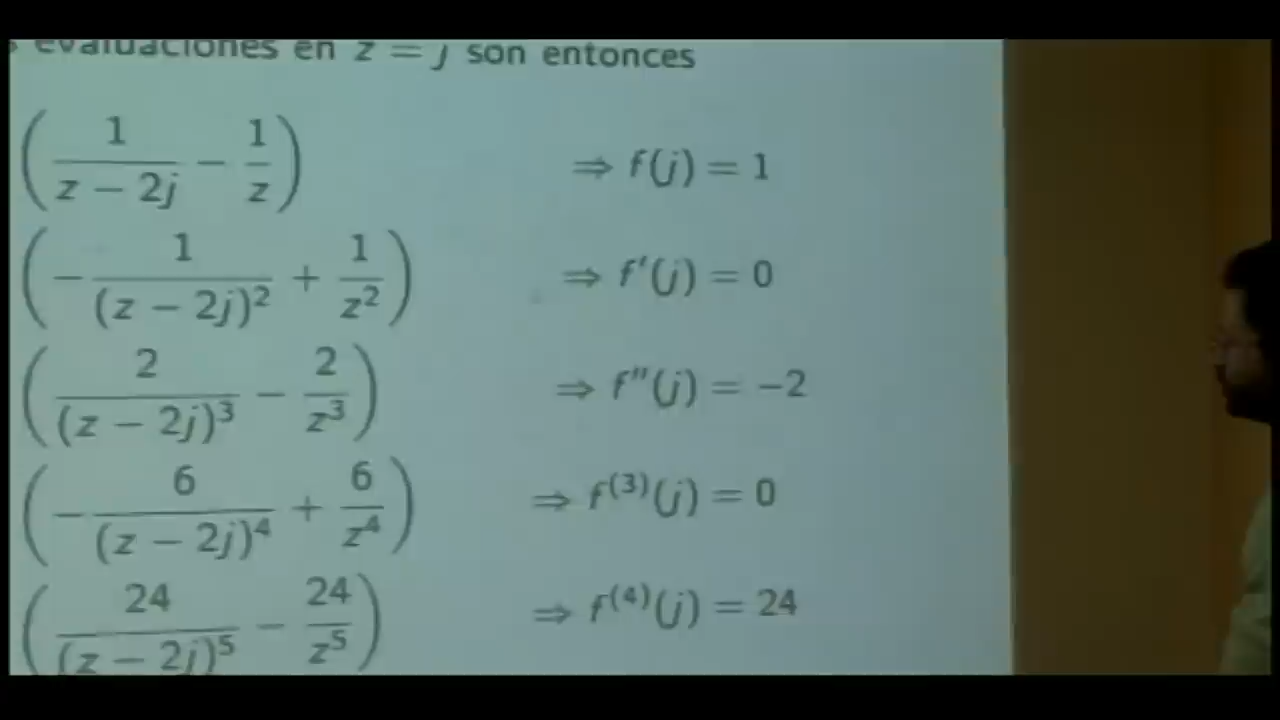 evaluaciones en z = j son entonces
(1/(z − 2j) − 1/z) ⇒ f(j) = 1
(−1/(z − 2j)² + 1/z²) ⇒ f′(j) = 0
(2/(z − 2j)³ − 2/z³) ⇒ f″(j) = −2
(−6/(z − 2j)⁴ + 6/z⁴) ⇒ f⁽³⁾(j) = 0
(24/(z − 2j)⁵ − 24/z⁵) ⇒ f⁽⁴⁾(j) = 24